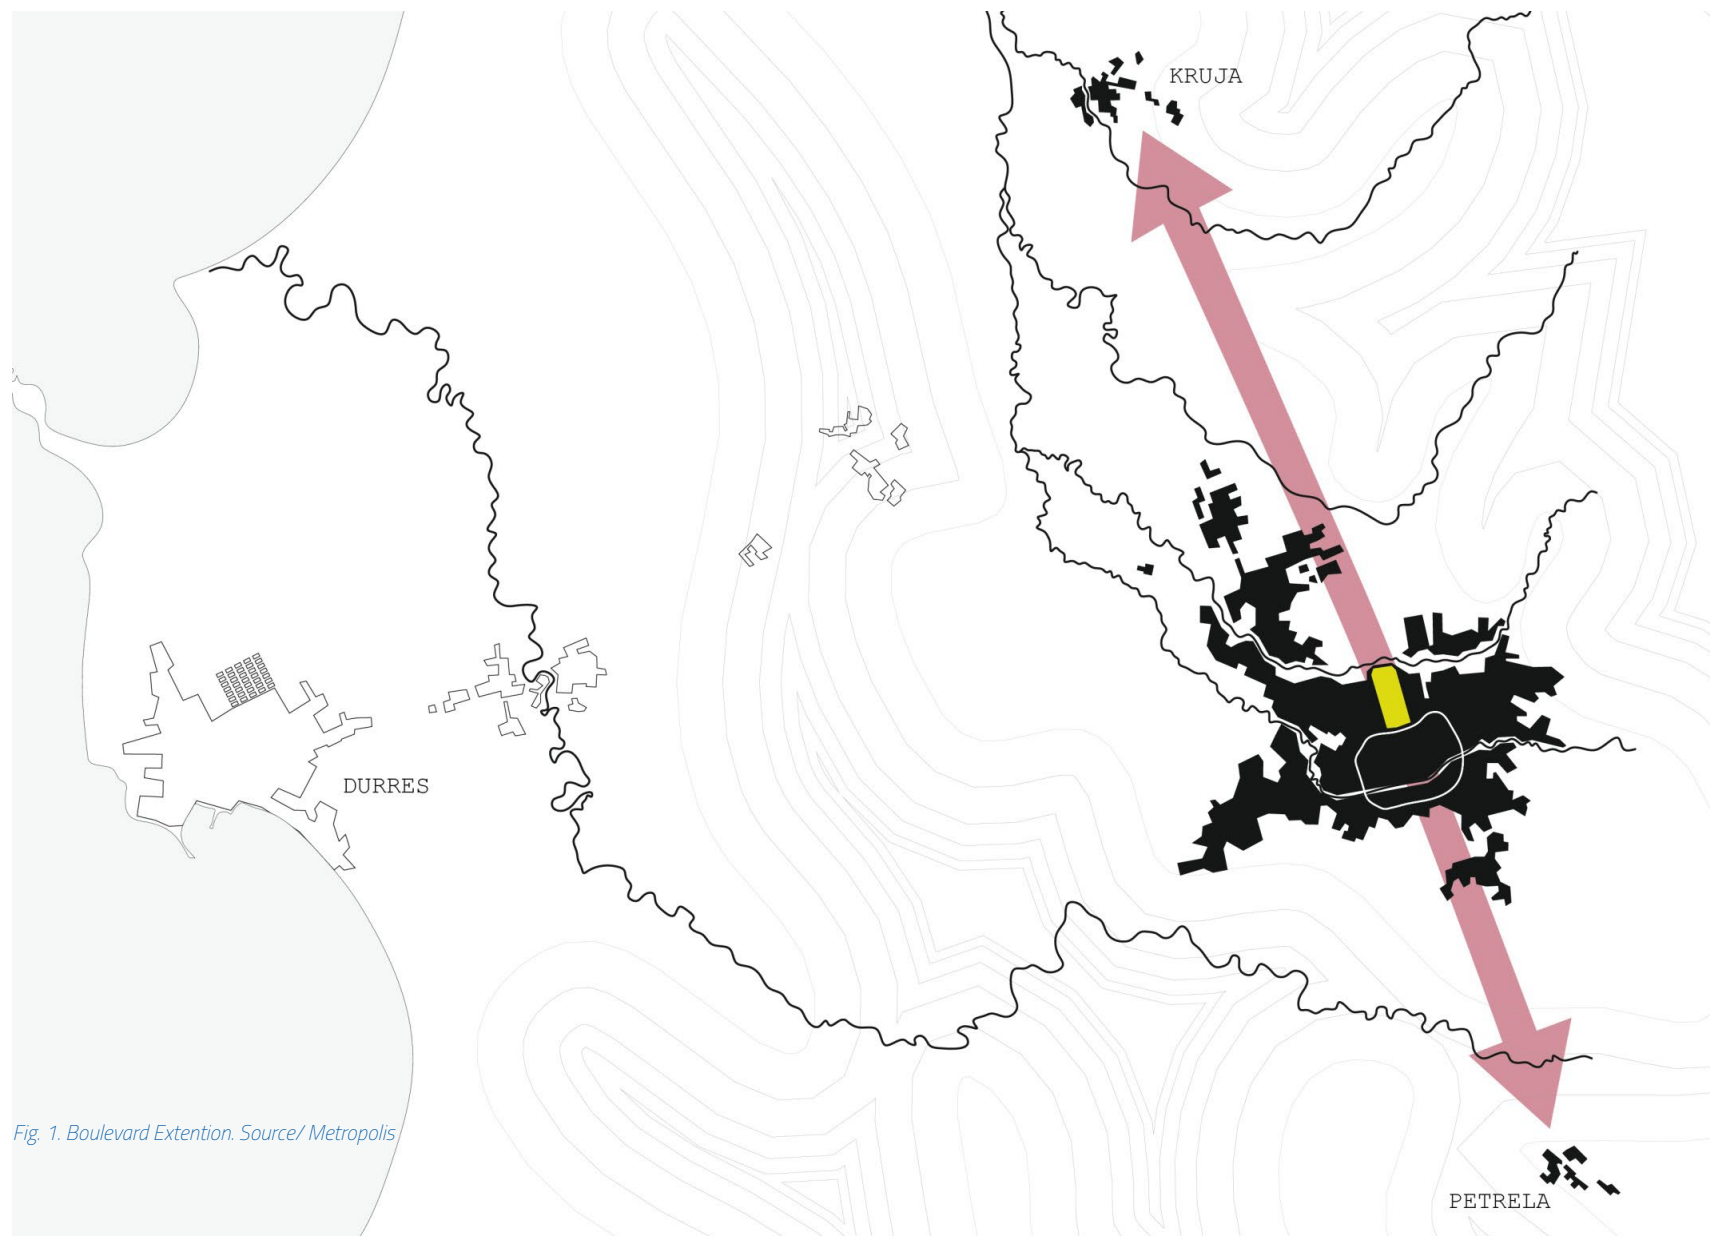 KRUJA
DURRES
Fig. 1. Boulevard Extention. Source/ Metropolis
PETRELA